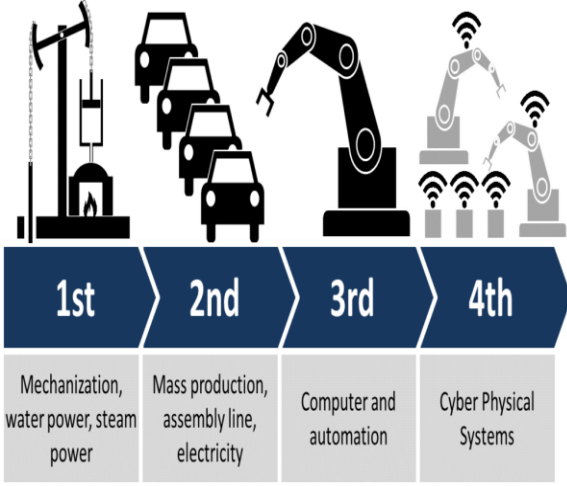 1st
2nd
3rd
4th
Mechanization,
water power, steam
power
Mass production,
assembly line,
electricity
Computer and
automation
Cyber Physical
Systems